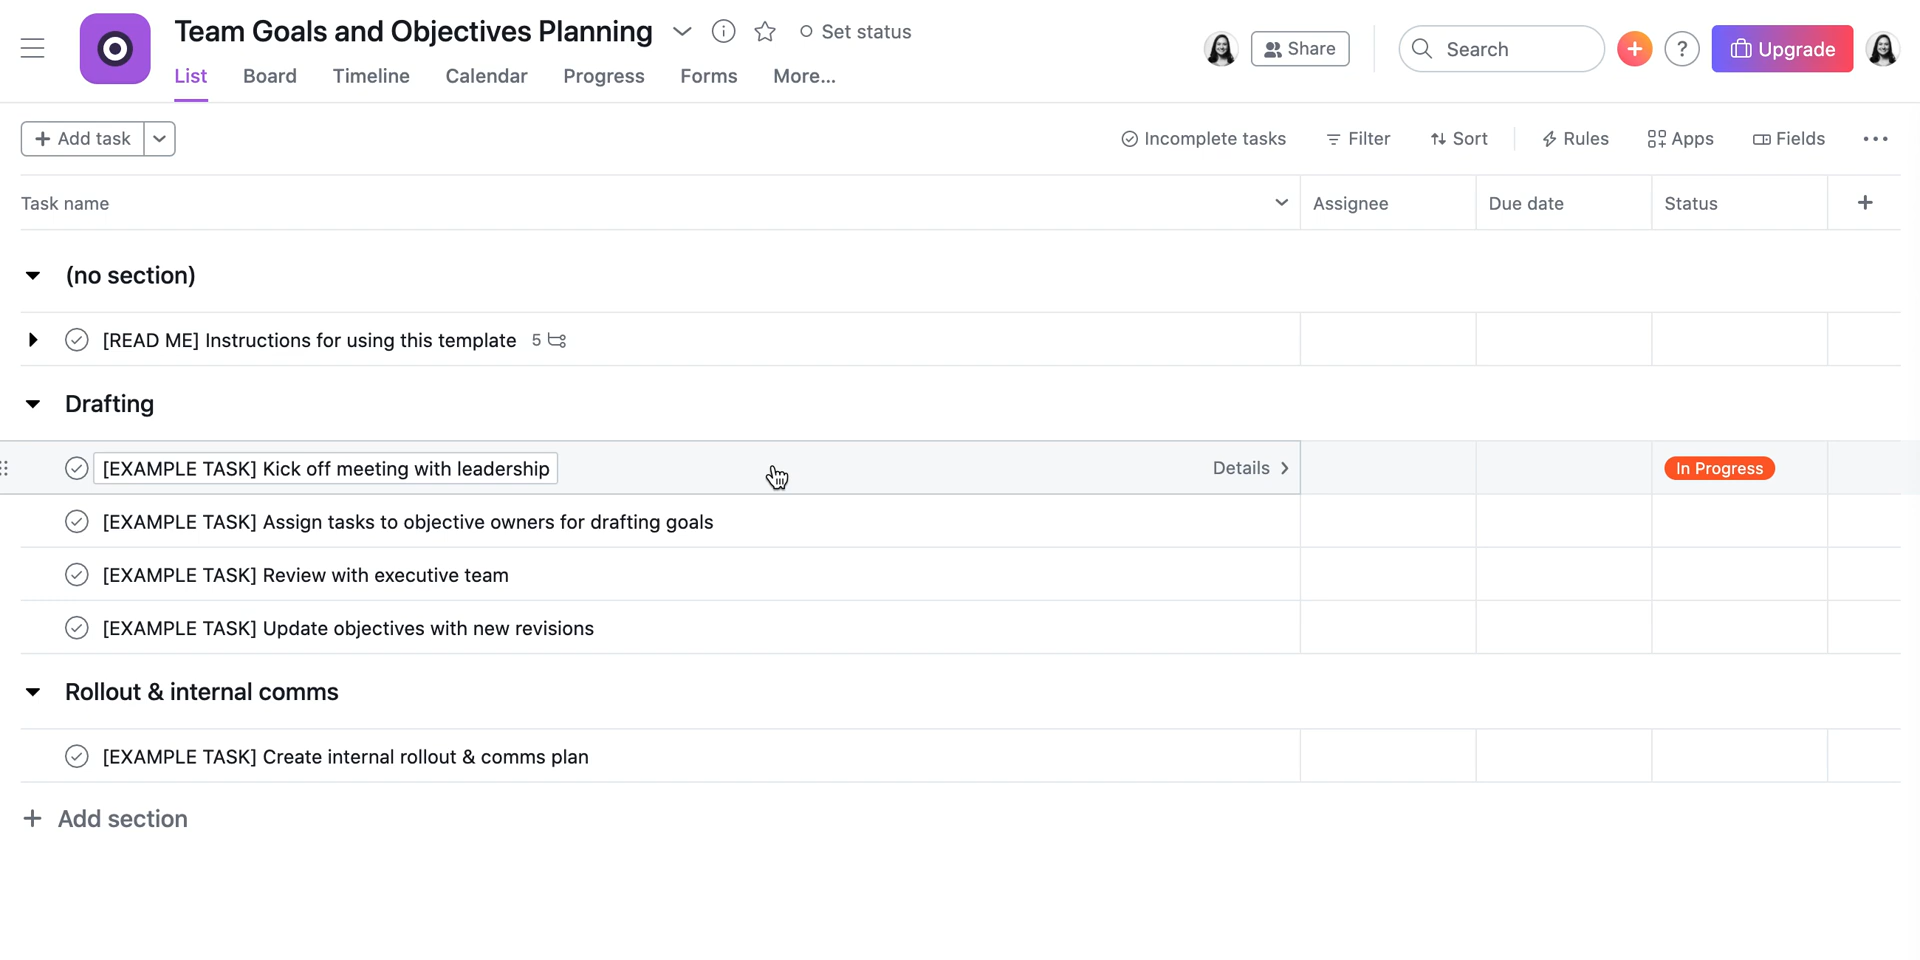 Team Goals and Objectives Planning
Set status
List Board Timeline Calendar Progress Forms More...
Share
Search
+
?
Upgrade
+ Add task
Incomplete tasks Filter Sort Rules Apps Fields ...
Task name Assignee Due date Status +
(no section)
[READ ME] Instructions for using this template 5
Drafting
[EXAMPLE TASK] Kick off meeting with leadership Details > In Progress
[EXAMPLE TASK] Assign tasks to objective owners for drafting goals
[EXAMPLE TASK] Review with executive team
[EXAMPLE TASK] Update objectives with new revisions
Rollout & internal comms
[EXAMPLE TASK] Create internal rollout & comms plan
+ Add section